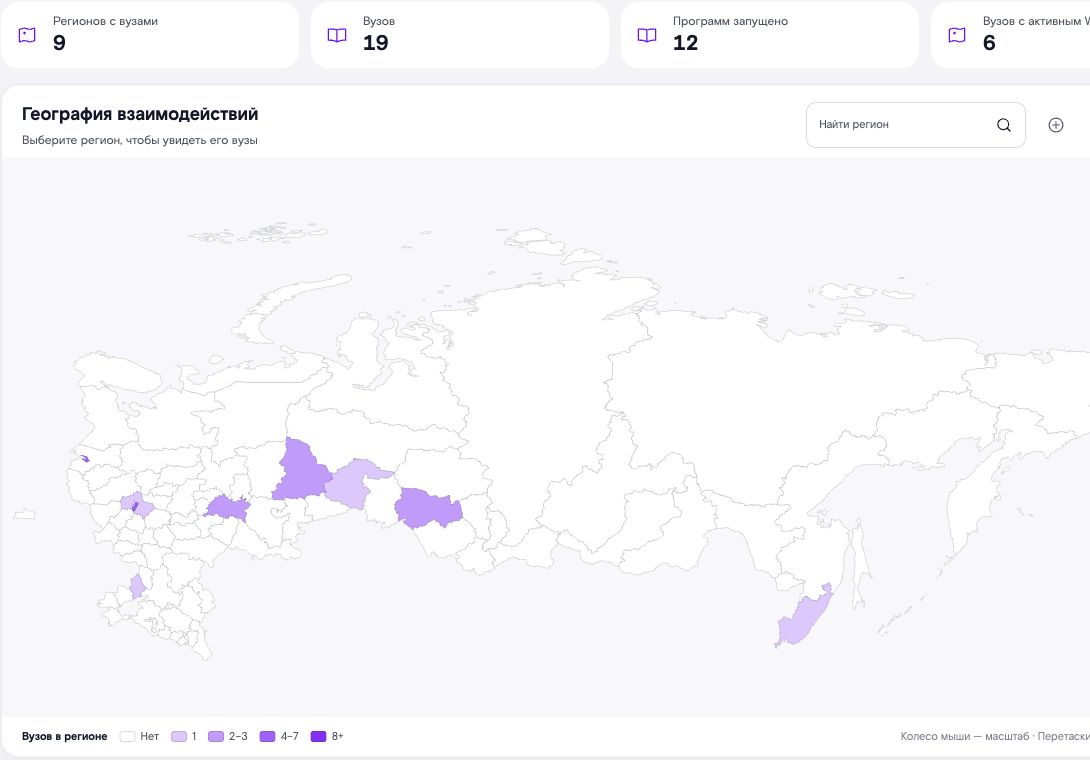 Регионов с вузами
9
Вузов
19
Программ запущено
12
Вузов с активным
6
География взаимодействий
Выберите регион, чтобы увидеть его вузы
Найти регион
Вузов в регионе
Нет
1
2–3
4–7
8+
Колесо мыши — масштаб · Перетаски